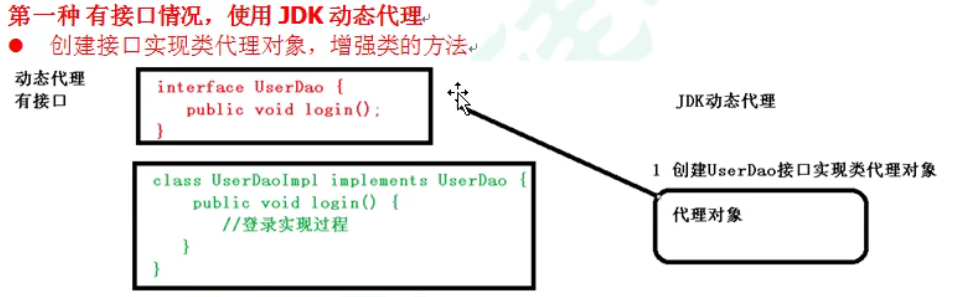 第一种 有接口情况，使用 JDK 动态代理
● 创建接口实现类代理对象，增强类的方法
动态代理
有接口
interface UserDao {
public void login();
}
class UserDaoImpl implements UserDao {
public void login() {
//登录实现过程
}
}
JDK动态代理
1 创建UserDao接口实现类代理对象
代理对象